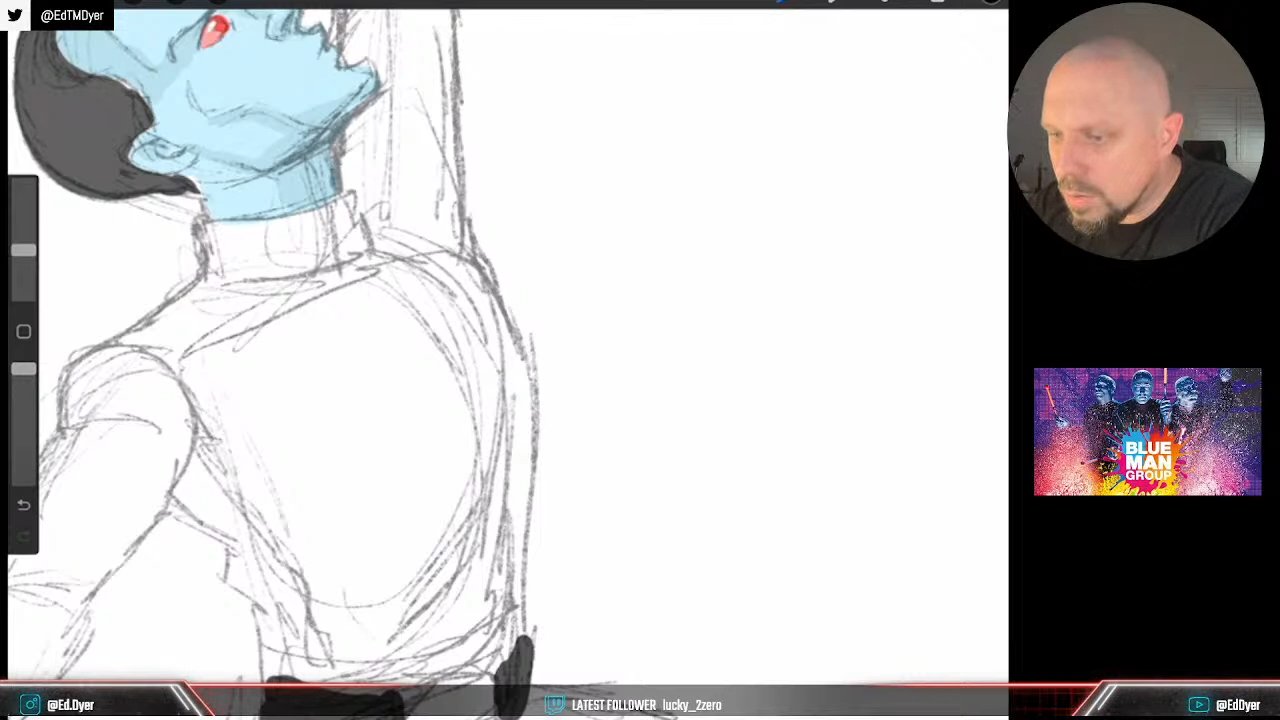 @EdTMDyer
BLUE
MAN
GROUP
@Ed.Dyer
LATEST FOLLOWER lucky_2zero
@EdDyer